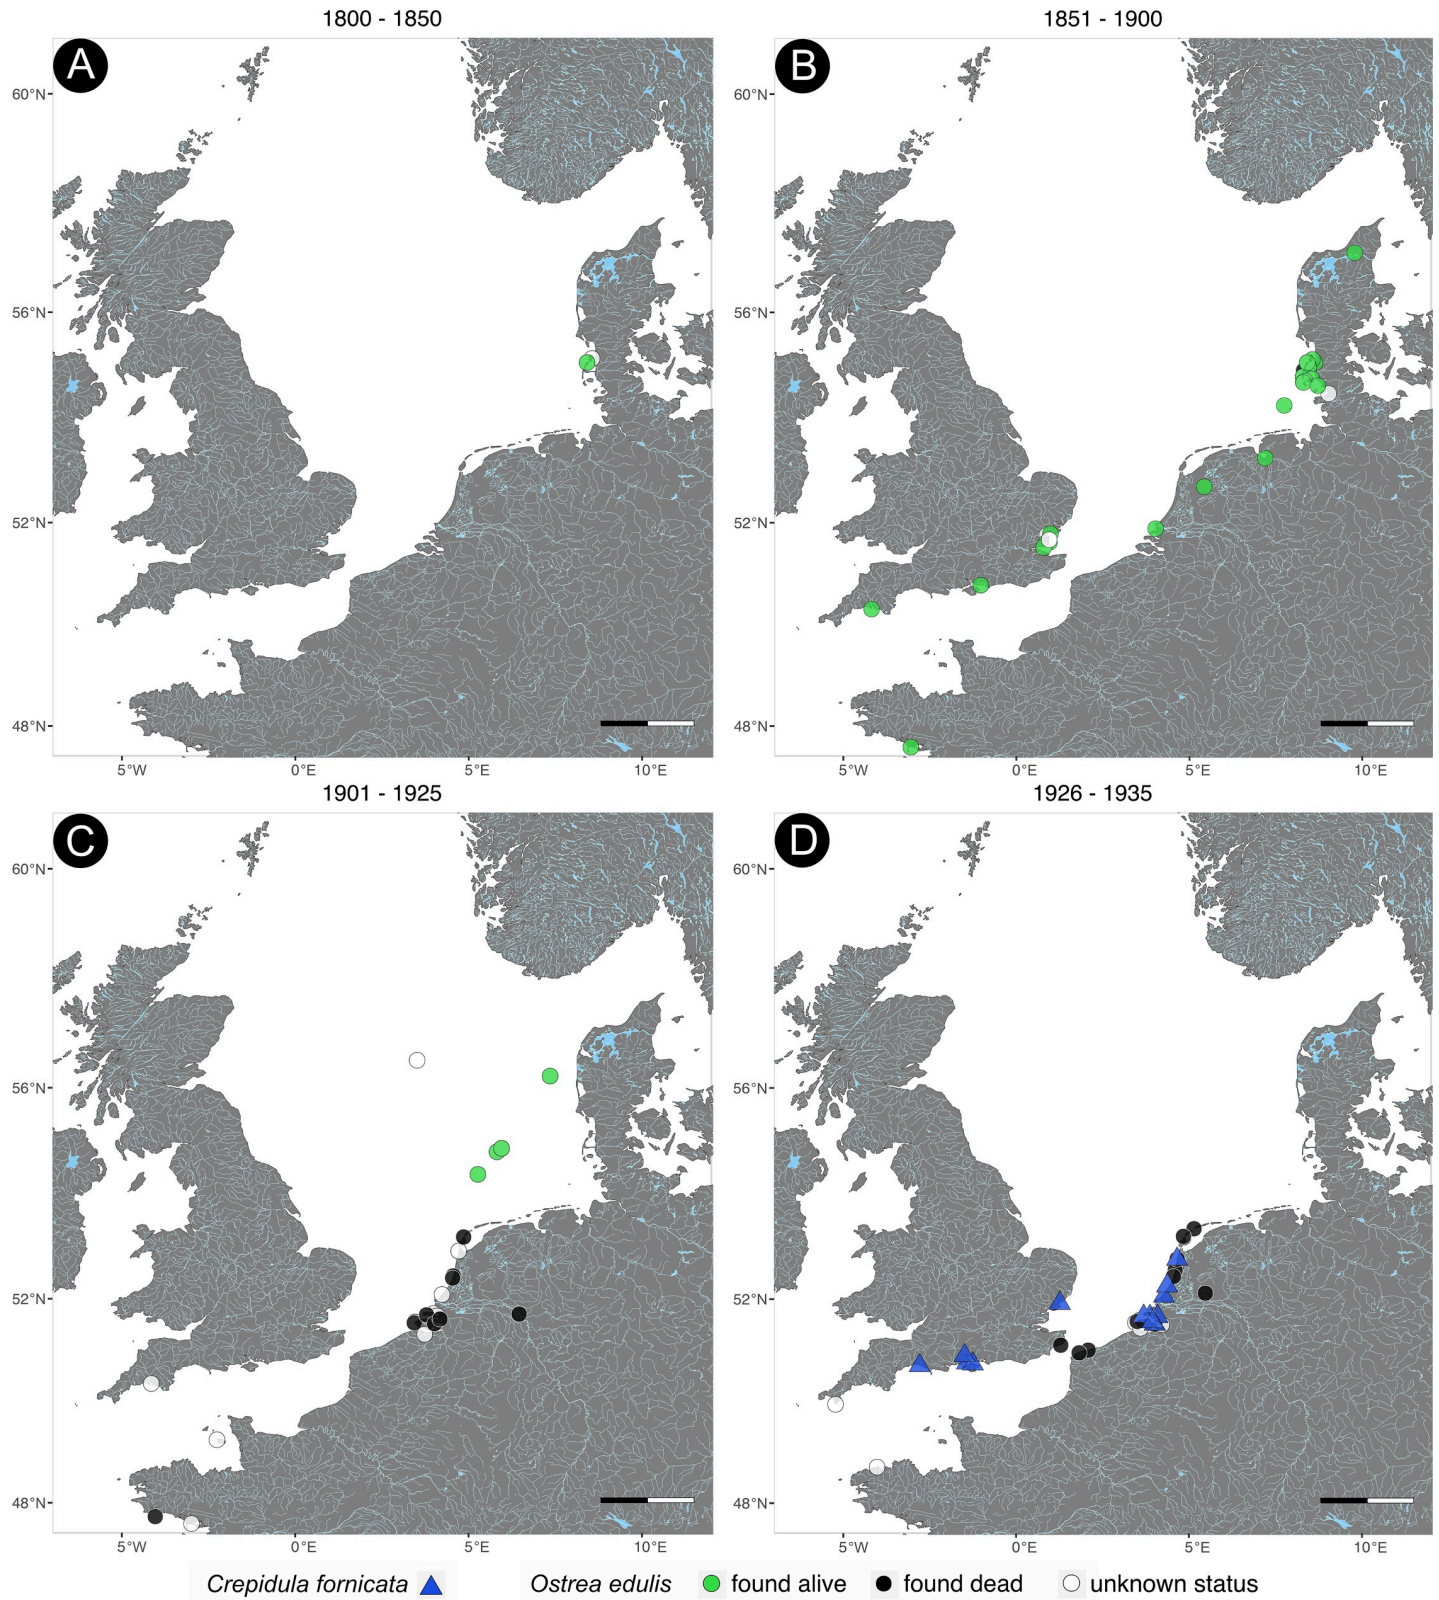 1800 - 1850
1851 - 1900
A
B
60°N
60°N
56°N
56°N
52°N
52°N
48°N
48°N
5°W
0°E
5°E
10°E
5°W
0°E
5°E
10°E
1901 - 1925
1926 - 1935
C
D
60°N
60°N
56°N
56°N
52°N
52°N
48°N
48°N
5°W
0°E
5°E
10°E
5°W
0°E
5°E
10°E
Crepidula fornicata
Ostrea edulis
found alive
found dead
unknown status